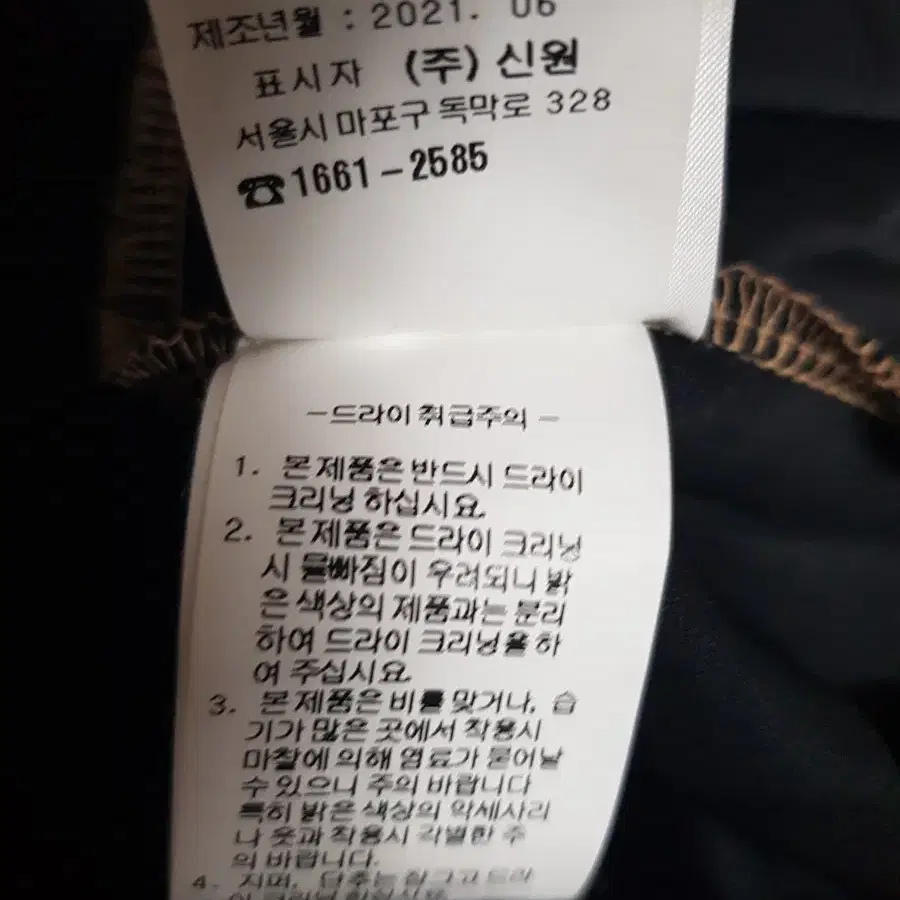 제조년월 : 2021. 06
표시자 (주) 신원
서울시 마포구 독막로 328
☎1661-2585
-드라이 취급주의-
1. 본제품은 반드시 드라이
크리닝 하십시요.
2. 본제품은 드라이 크리닝
시 물빠짐이 우려되니 밝
은 색상의 제품과는 분리
하여 드라이 크리닝을하
여 주십시요.
3. 본제품은 비를 맞거나, 습
기가 많은 곳에서 착용시
마찰에 의해 염료가 묻어날
수 있으니 주의 바랍니다
특히 밝은 색상의 악세사리
나 옷과 착용시 각별한 주
의 바랍니다.
4. 지퍼, 단추는